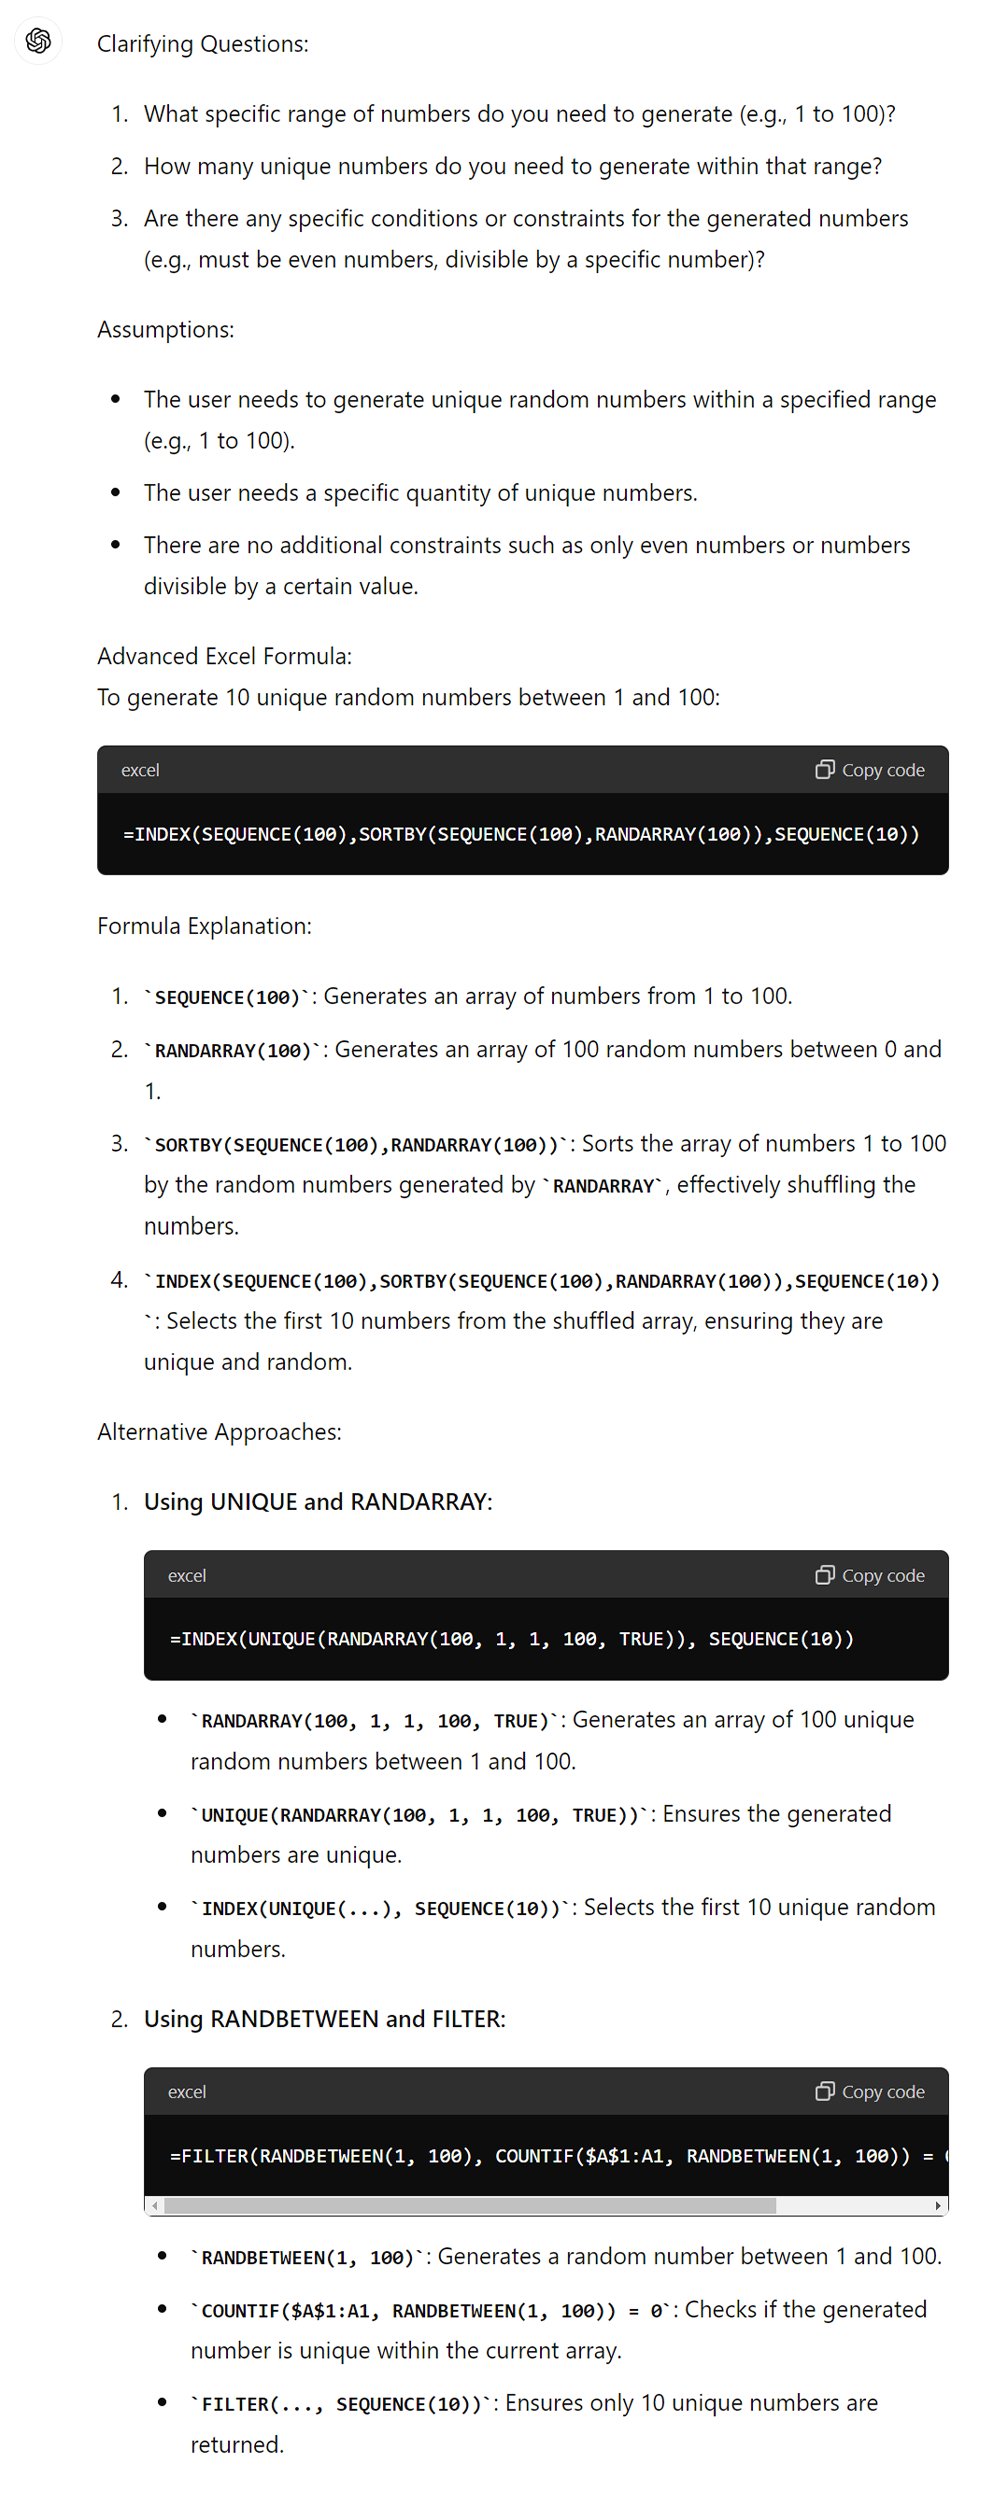 Clarifying Questions:
1. What specific range of numbers do you need to generate (e.g., 1 to 100)?
2. How many unique numbers do you need to generate within that range?
3. Are there any specific conditions or constraints for the generated numbers
(e.g., must be even numbers, divisible by a specific number)?
Assumptions:
• The user needs to generate unique random numbers within a specified range
(e.g., 1 to 100).
• The user needs a specific quantity of unique numbers.
• There are no additional constraints such as only even numbers or numbers
divisible by a certain value.
Advanced Excel Formula:
To generate 10 unique random numbers between 1 and 100:
excel Copy code
=INDEX(SEQUENCE(100),SORTBY(SEQUENCE(100),RANDARRAY(100)),SEQUENCE(10))
Formula Explanation:
1. `SEQUENCE(100)`: Generates an array of numbers from 1 to 100.
2. `RANDARRAY(100)`: Generates an array of 100 random numbers between 0 and
1.
3. `SORTBY(SEQUENCE(100),RANDARRAY(100))`: Sorts the array of numbers 1 to 100
by the random numbers generated by `RANDARRAY`, effectively shuffling the
numbers.
4. `INDEX(SEQUENCE(100),SORTBY(SEQUENCE(100),RANDARRAY(100)),SEQUENCE(10))
`: Selects the first 10 numbers from the shuffled array, ensuring they are
unique and random.
Alternative Approaches:
1. Using UNIQUE and RANDARRAY:
excel Copy code
=INDEX(UNIQUE(RANDARRAY(100, 1, 1, 100, TRUE)), SEQUENCE(10))
• `RANDARRAY(100, 1, 1, 100, TRUE)`: Generates an array of 100 unique
random numbers between 1 and 100.
• `UNIQUE(RANDARRAY(100, 1, 1, 100, TRUE))`: Ensures the generated
numbers are unique.
• `INDEX(UNIQUE(...), SEQUENCE(10))`: Selects the first 10 unique random
numbers.
2. Using RANDBETWEEN and FILTER:
excel Copy code
=FILTER(RANDBETWEEN(1, 100), COUNTIF($A$1:A1, RANDBETWEEN(1, 100)) =
• `RANDBETWEEN(1, 100)`: Generates a random number between 1 and 100.
• `COUNTIF($A$1:A1, RANDBETWEEN(1, 100)) = 0`: Checks if the generated
number is unique within the current array.
• `FILTER(..., SEQUENCE(10))`: Ensures only 10 unique numbers are
returned.